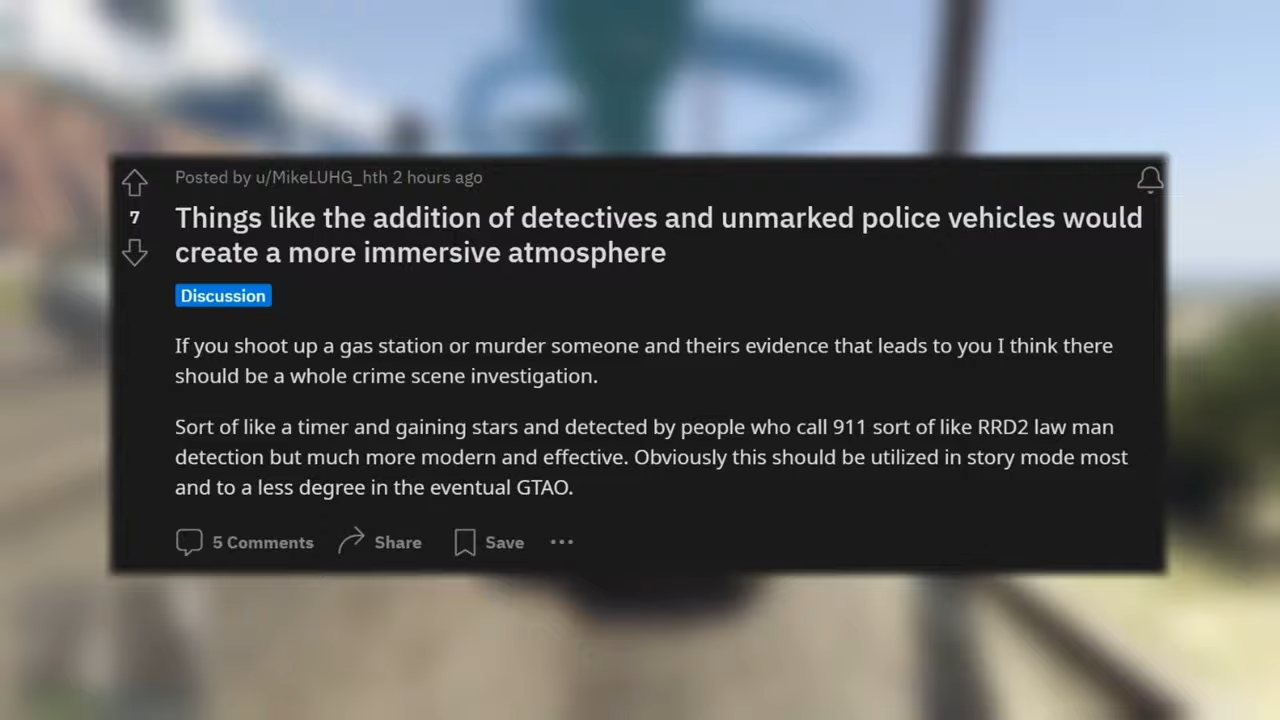 Posted by u/MikeLUHG_hth 2 hours ago
7
Things like the addition of detectives and unmarked police vehicles would
create a more immersive atmosphere
Discussion
If you shoot up a gas station or murder someone and theirs evidence that leads to you I think there
should be a whole crime scene investigation.
Sort of like a timer and gaining stars and detected by people who call 911 sort of like RRD2 law man
detection but much more modern and effective. Obviously this should be utilized in story mode most
and to a less degree in the eventual GTAO.
5 Comments Share Save